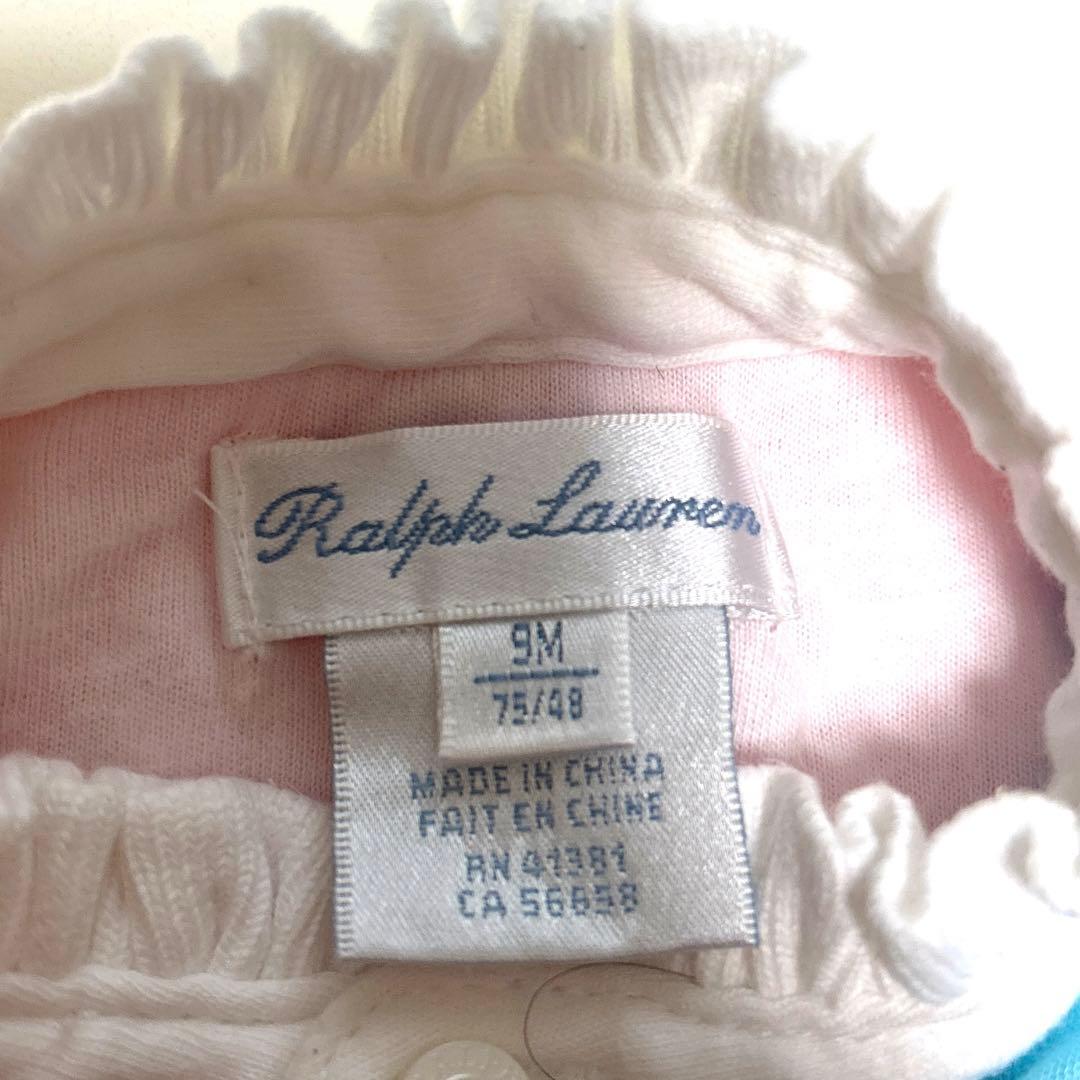 Ralph Lauren
9M
75/48
MADE IN CHINA
FAIT EN CHINE
RN 41381
CA 56858